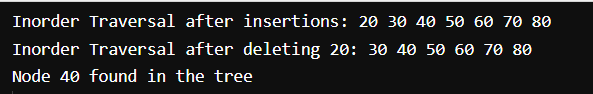 Inorder Traversal after insertions: 20 30 40 50 60 70 80
Inorder Traversal after deleting 20: 30 40 50 60 70 80
Node 40 found in the tree